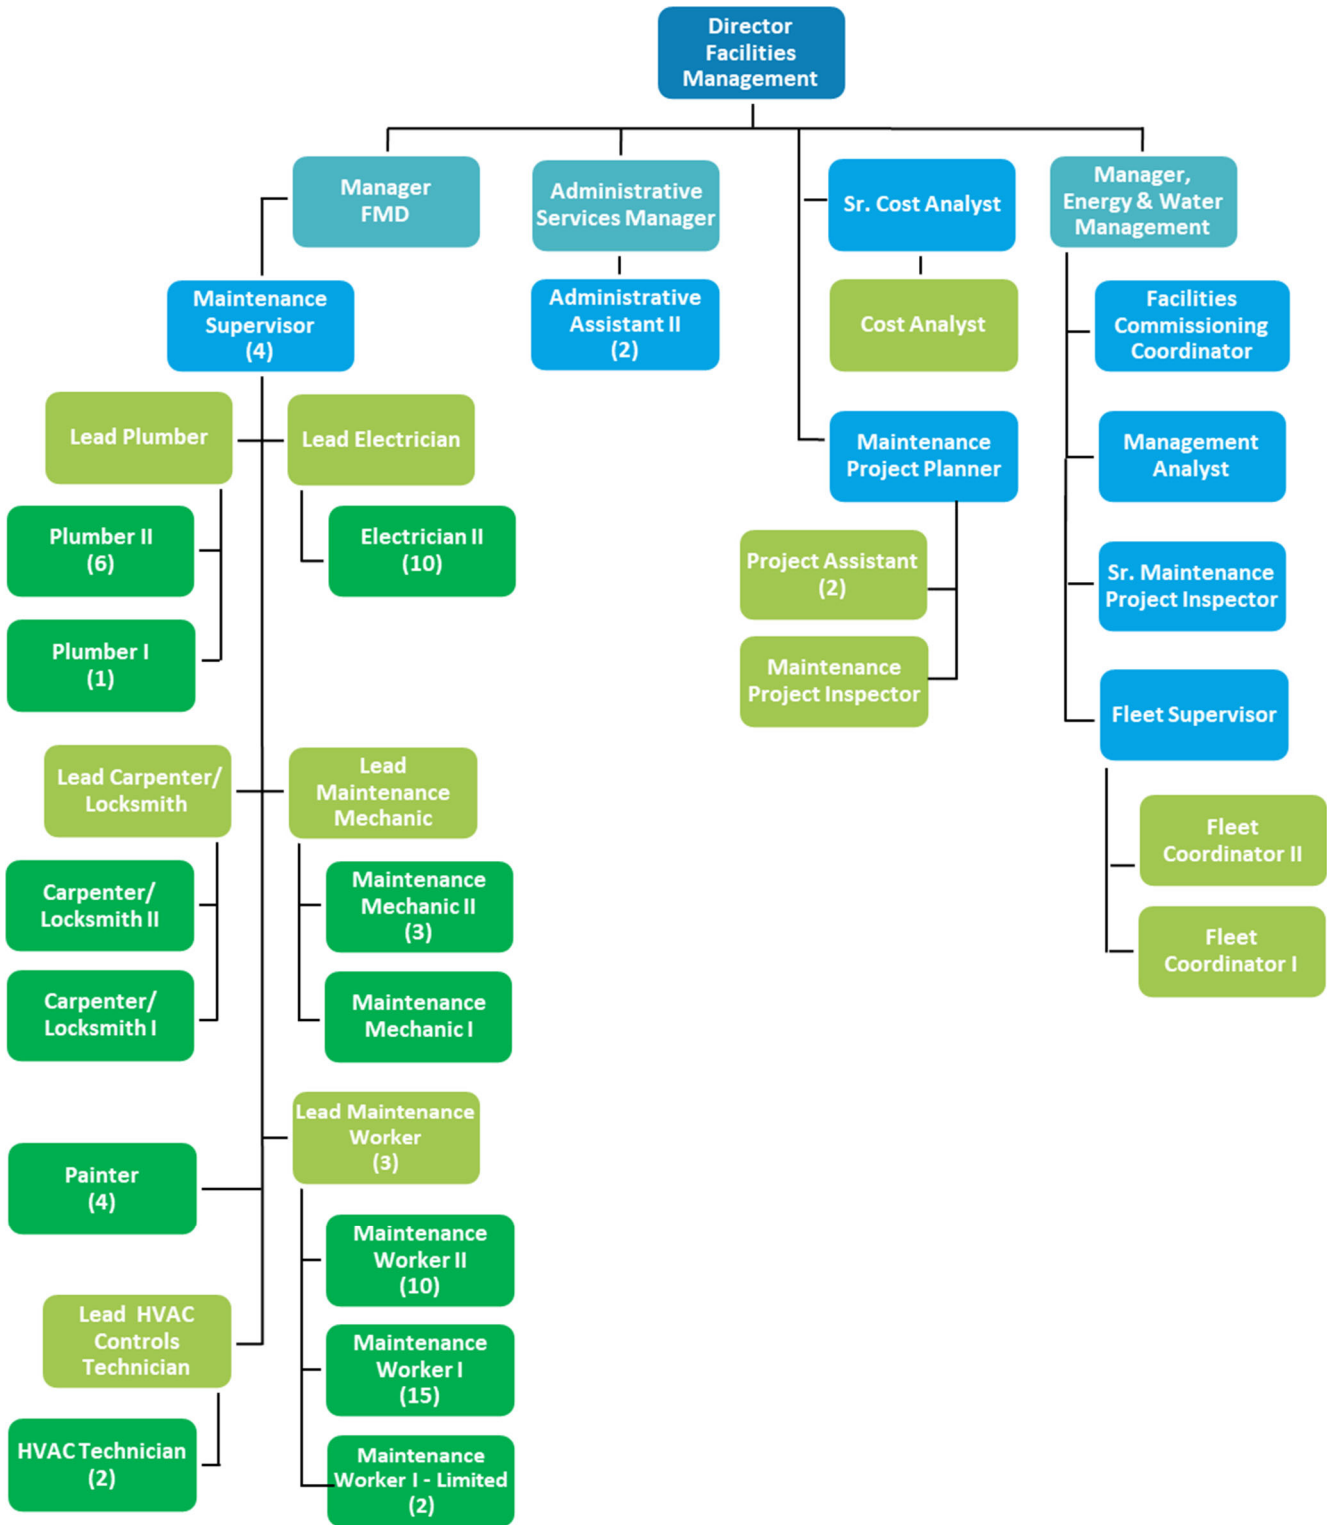 Director
Facilities
Management
Manager
FMD
Administrative
Services Manager
Sr. Cost Analyst
Manager,
Energy & Water
Management
Maintenance
Supervisor
(4)
Administrative
Assistant II
(2)
Cost Analyst
Facilities
Commissioning
Coordinator
Lead Plumber
Lead Electrician
Maintenance
Project Planner
Management
Analyst
Plumber II
(6)
Electrician II
(10)
Project Assistant
(2)
Sr. Maintenance
Project Inspector
Plumber I
(1)
Maintenance
Project Inspector
Fleet Supervisor
Lead Carpenter/
Locksmith
Lead
Maintenance
Mechanic
Fleet
Coordinator II
Carpenter/
Locksmith II
Maintenance
Mechanic II
(3)
Fleet
Coordinator I
Carpenter/
Locksmith I
Maintenance
Mechanic I
Lead Maintenance
Worker
(3)
Painter
(4)
Maintenance
Worker II
(10)
Lead HVAC
Controls
Technician
Maintenance
Worker I
(15)
HVAC Technician
(2)
Maintenance
Worker I - Limited
(2)